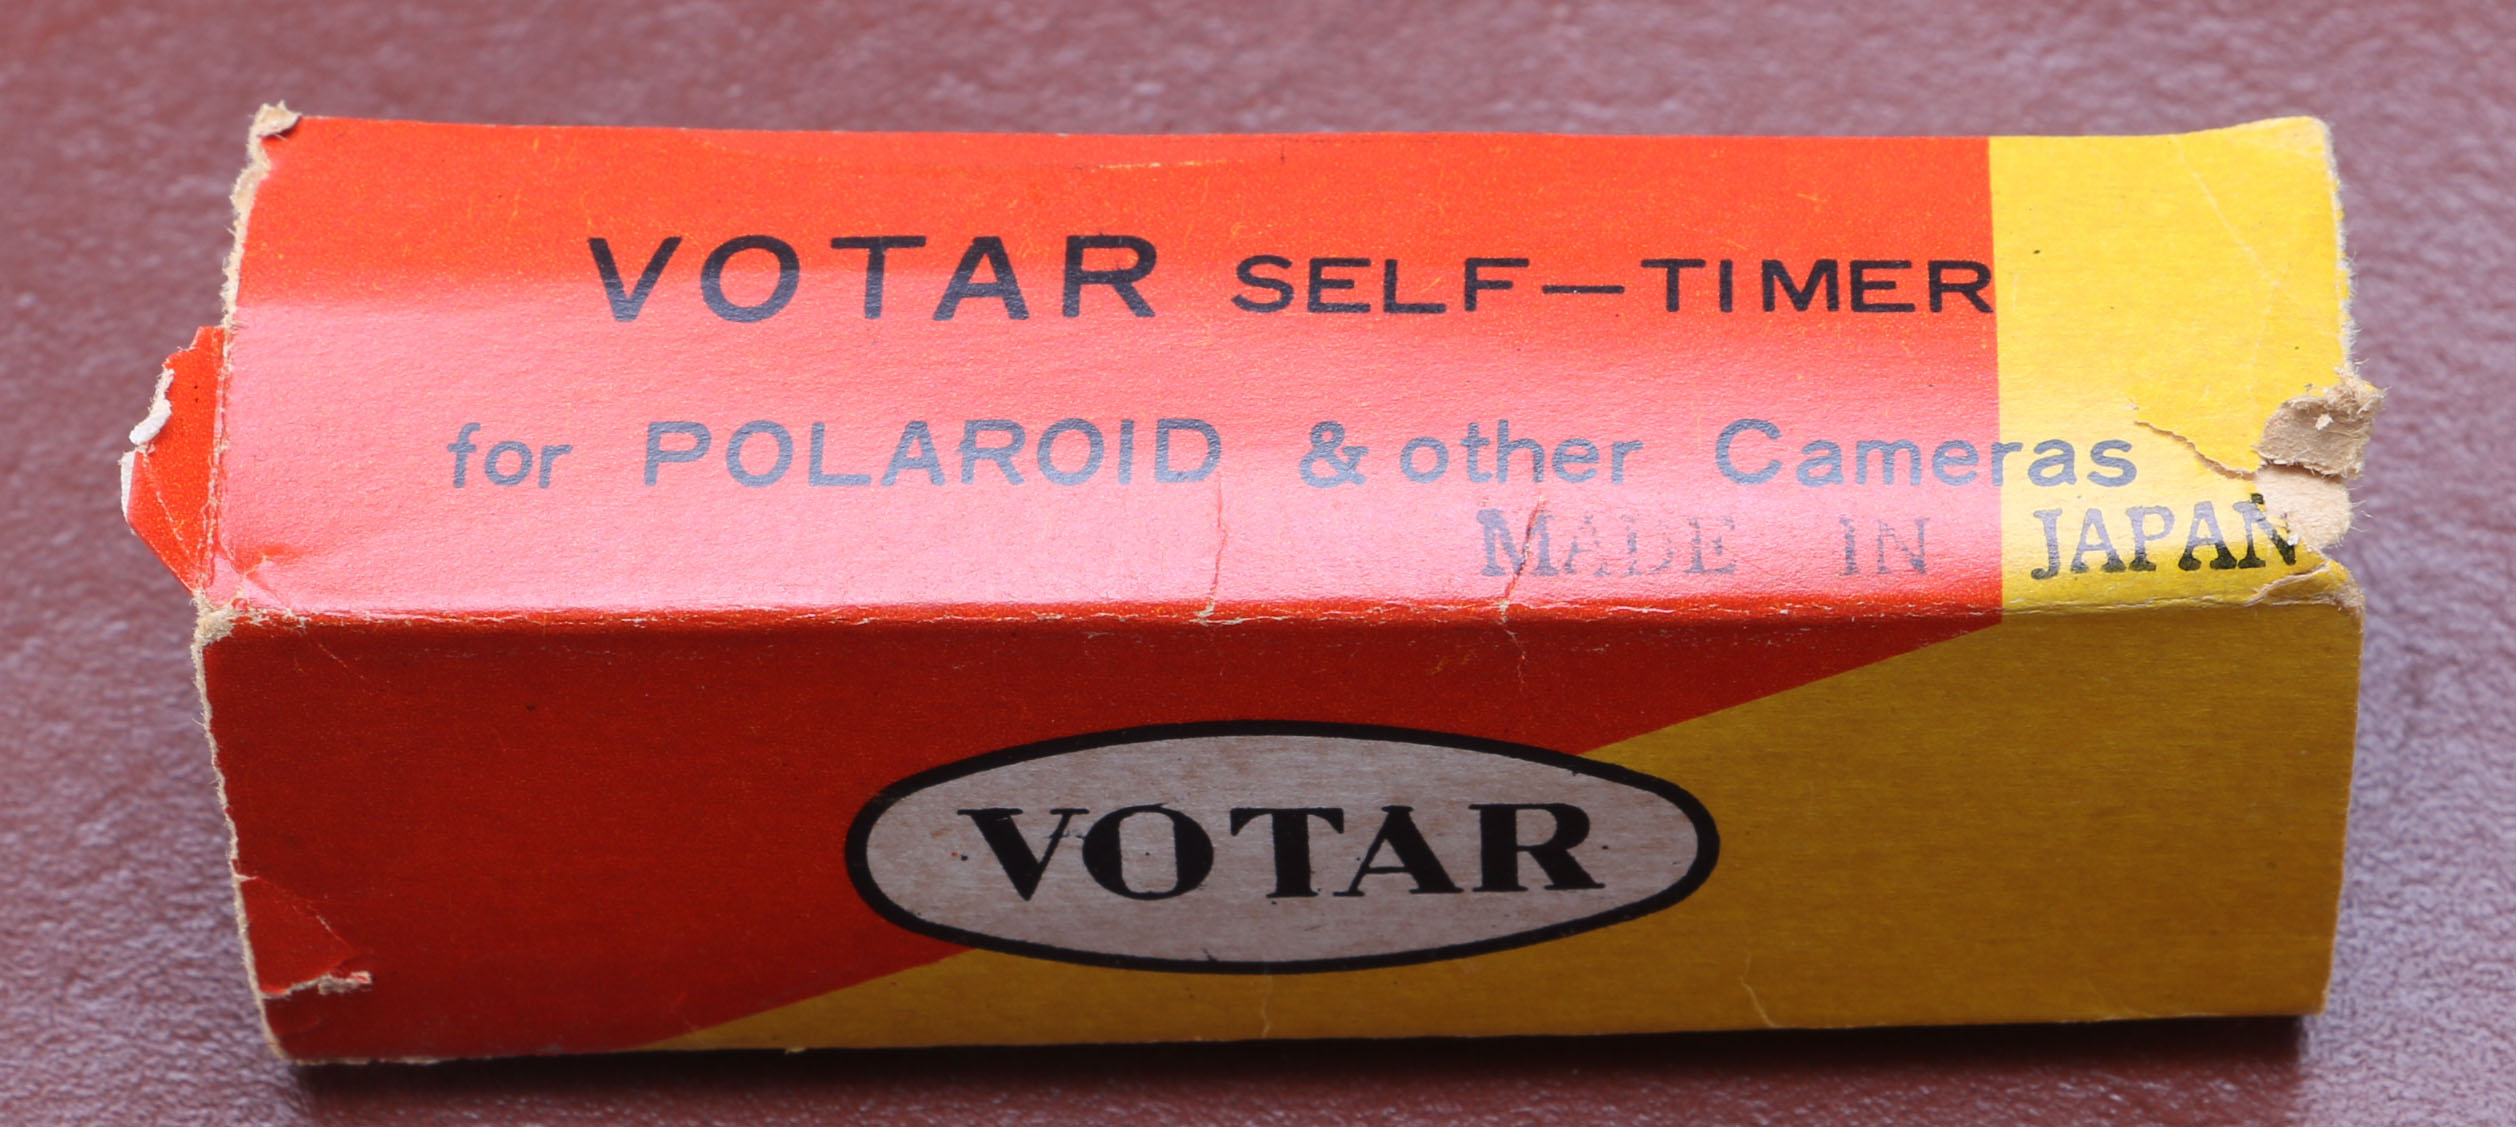 VOTAR SELF—TIMER
for POLAROID & other Cameras
MADE IN JAPAN
VOTAR